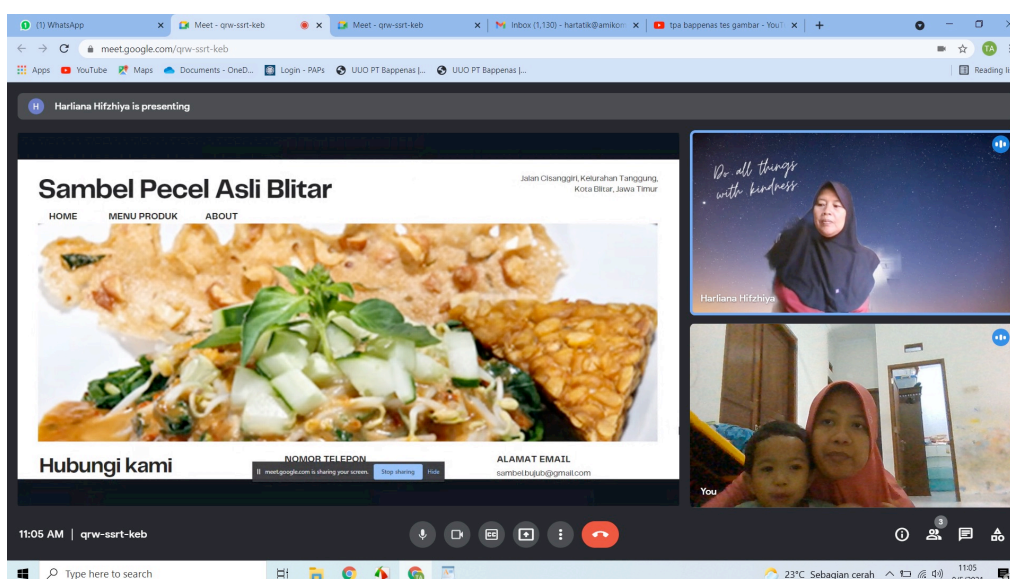 (1) WhatsApp
Meet - qrw-ssrt-keb
Meet - qrw-ssrt-keb
Inbox (1,130) - hartatik@amikom
tpa bappenas tes gambar - YouT
meet.google.com/qrw-ssrt-keb
TA
Apps
YouTube
Maps
Documents - OneD...
Login - PAPs
UUO PT Bappenas |...
UUO PT Bappenas |...
Reading li
H
Harliana Hifzhiya is presenting
Sambel Pecel Asli Blitar
Jalan Cisanggiri, Kelurahan Tanggung,
Kota Blitar, Jawa Timur
HOME MENU PRODUK ABOUT
Hubungi kami
NOMOR TELEPON
ALAMAT EMAIL
sambel.bujub@gmail.com
meet.google.com is sharing your screen.
Stop sharing
Hide
Do all things
with kindness
Harliana Hifzhiya
You
11:05 AM | qrw-ssrt-keb
3
Type here to search
23°C Sebagian cerah
11:05